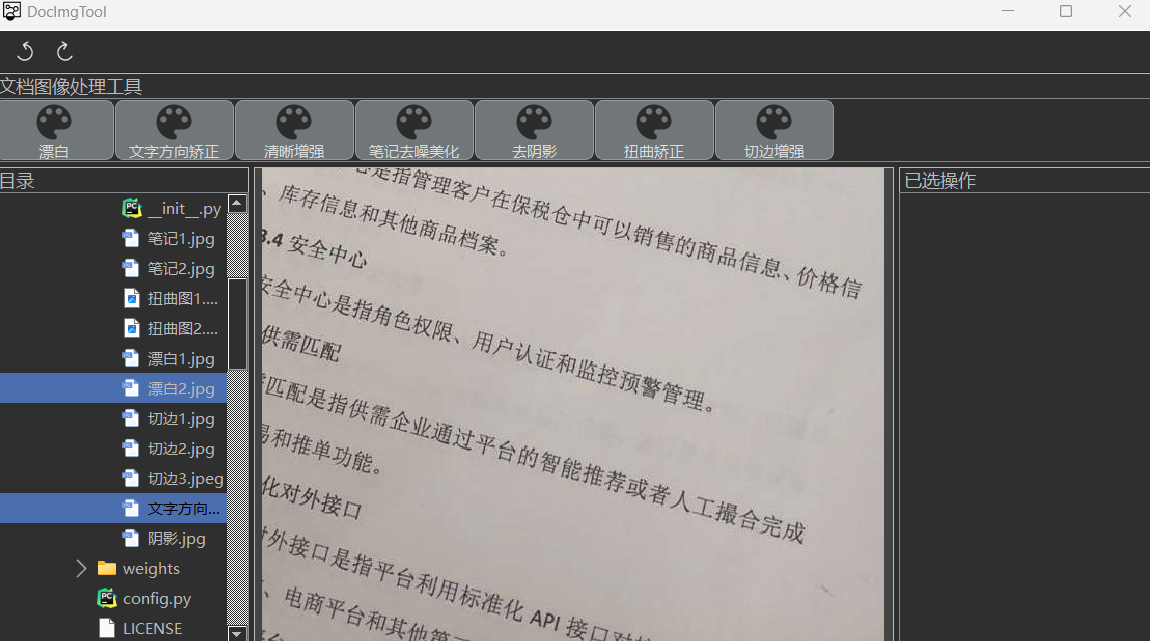 DocImgTool
文档图像处理工具
漂白
文字方向矫正
清晰增强
笔记去噪美化
去阴影
扭曲矫正
切边增强
目录
__init__.py
笔记1.jpg
笔记2.jpg
扭曲图1....
扭曲图2....
漂白1.jpg
漂白2.jpg
切边1.jpg
切边2.jpg
切边3.jpeg
文字方向...
阴影.jpg
weights
config.py
LICENSE
是指管理客户在保税仓中可以销售的商品信息、价格信
、库存信息和其他商品档案。
3.4 安全中心
安全中心是指角色权限、用户认证和监控预警管理。
供需匹配
匹配是指供需企业通过平台的智能推荐或者人工撮合完成
易和推单功能。
化对外接口
对外接口是指平台利用标准化 API 接口对接
、电商平台和其他第三
已选操作